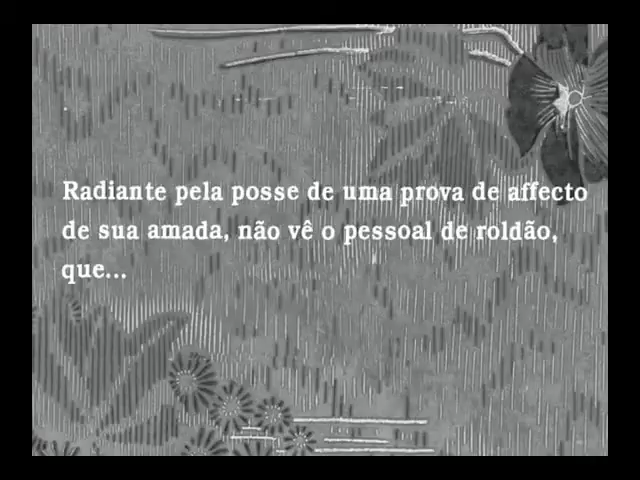 Radiante pela posse de uma prova de affecto
de sua amada, não vê o pessoal de roldão,
que...